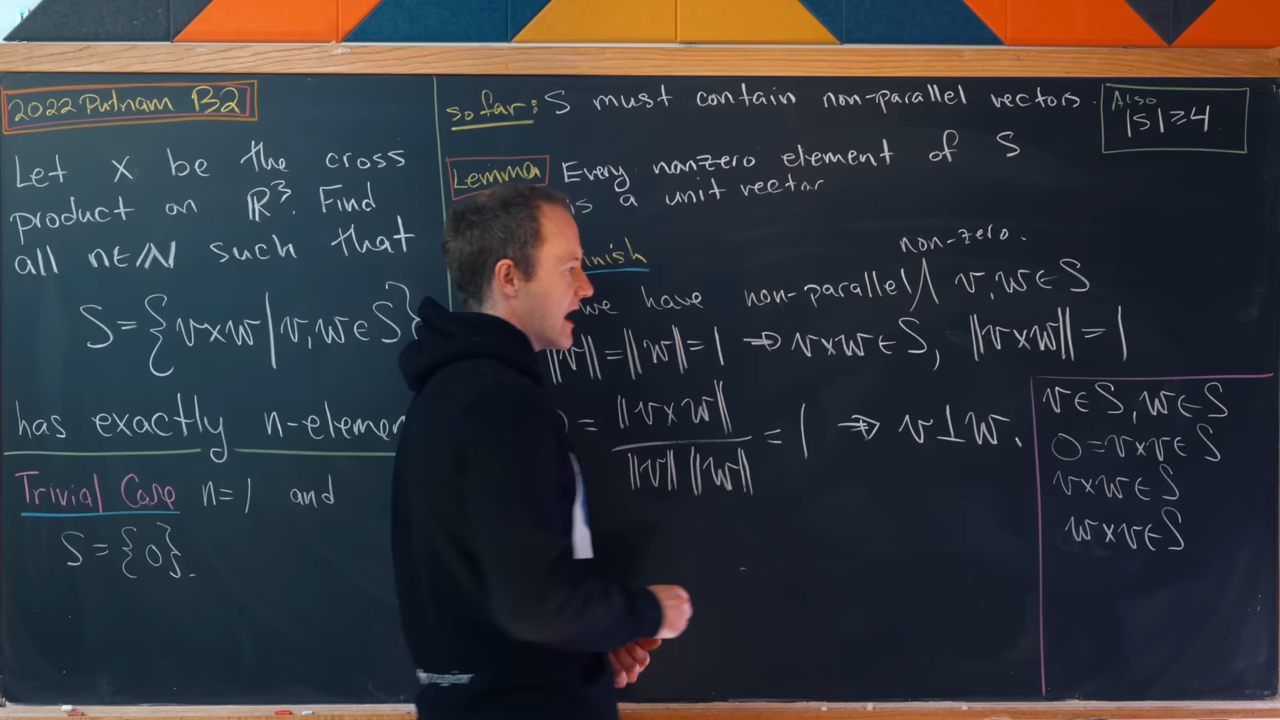 2022 Putnam B2
Let × be the cross
product on ℝ³. Find
all n∈ℕ such that
S={v×w|v,w∈S}
has exactly n-elemen
Trivial Case n=1 and
S={0}.
so far: S must contain non-parallel vectors
Also
|S|≥4
Lemma Every nonzero element of S
is a unit vector
inish
non-zero.
we have non-parallel v,w∈S
‖v‖=‖w‖=1 ⇒ v×w∈S, ‖v×w‖=1
= ‖v×w‖ / ‖v‖ ‖w‖ = 1 ⇒ v⊥w.
v∈S, w∈S
0=v×v∈S
v×w∈S
w×v∈S